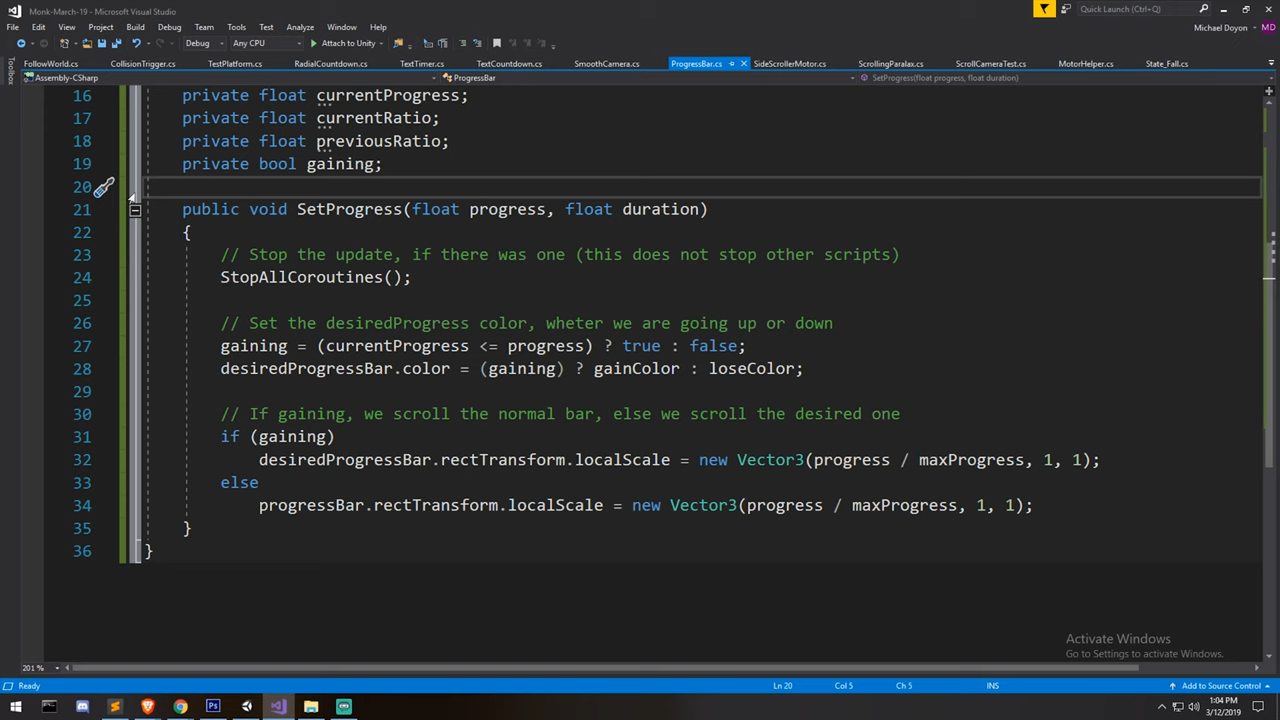 Monk-March-19 - Microsoft Visual Studio
Quick Launch (Ctrl+Q)
File Edit View Project Build Debug Team Tools Test Analyze Window Help
Michael Doyon MD
Debug Any CPU Attach to Unity
FollowWorld.cs CollisionTrigger.cs TestPlatform.cs RadialCountdown.cs TextTimer.cs TextCountdown.cs SmoothCamera.cs ProgressBar.cs SideScrollerMotor.cs ScrollingParalax.cs ScrollCameraTest.cs MotorHelper.cs State_Fall.cs
Toolbox
Assembly-CSharp ProgressBar SetProgress(float progress, float duration)
16 private float currentProgress;
17 private float currentRatio;
18 private float previousRatio;
19 private bool gaining;
20
21 public void SetProgress(float progress, float duration)
22 {
23 // Stop the update, if there was one (this does not stop other scripts)
24 StopAllCoroutines();
25
26 // Set the desiredProgress color, wheter we are going up or down
27 gaining = (currentProgress <= progress) ? true : false;
28 desiredProgressBar.color = (gaining) ? gainColor : loseColor;
29
30 // If gaining, we scroll the normal bar, else we scroll the desired one
31 if (gaining)
32 desiredProgressBar.rectTransform.localScale = new Vector3(progress / maxProgress, 1, 1);
33 else
34 progressBar.rectTransform.localScale = new Vector3(progress / maxProgress, 1, 1);
35 }
36 }
Activate Windows
Go to Settings to activate Windows.
201 %
Ready Ln 20 Col 5 Ch 5 INS Add to Source Control
1:04 PM
3/12/2019